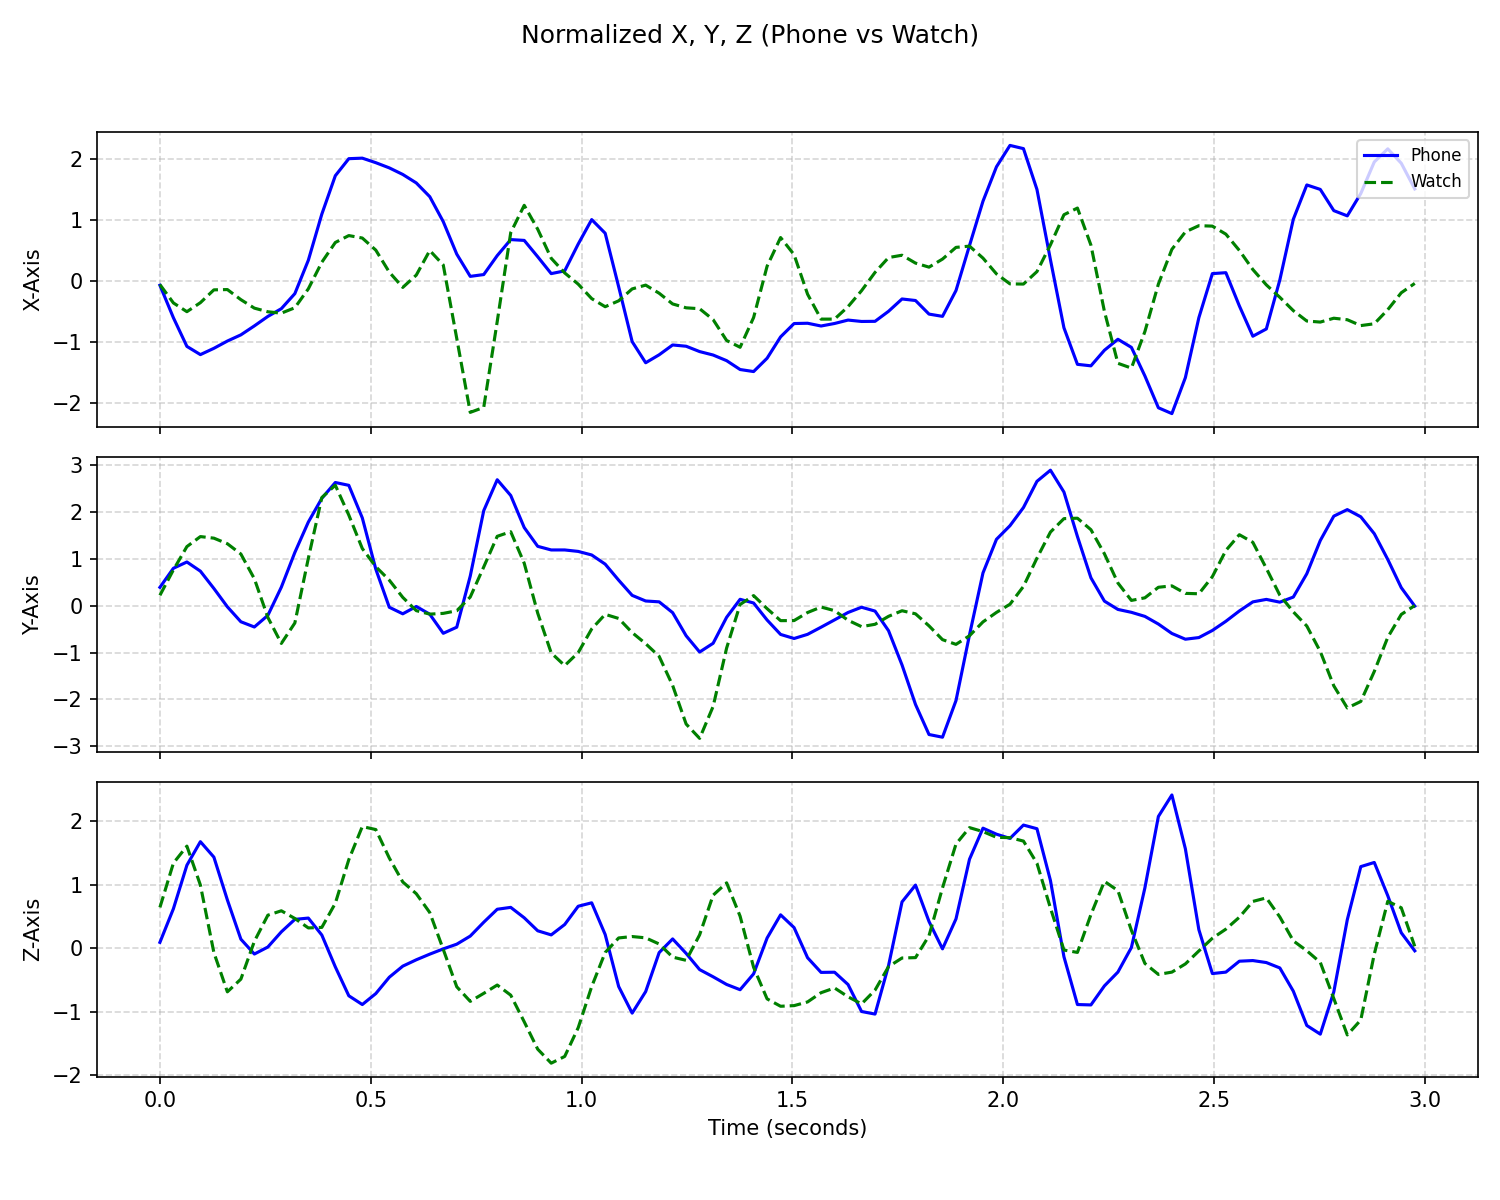 Normalized X, Y, Z (Phone vs Watch)
X-Axis
2
1
0
−1
−2
Phone
Watch
Y-Axis
3
2
1
0
−1
−2
−3
Z-Axis
2
1
0
−1
−2
0.0 0.5 1.0 1.5 2.0 2.5 3.0
Time (seconds)